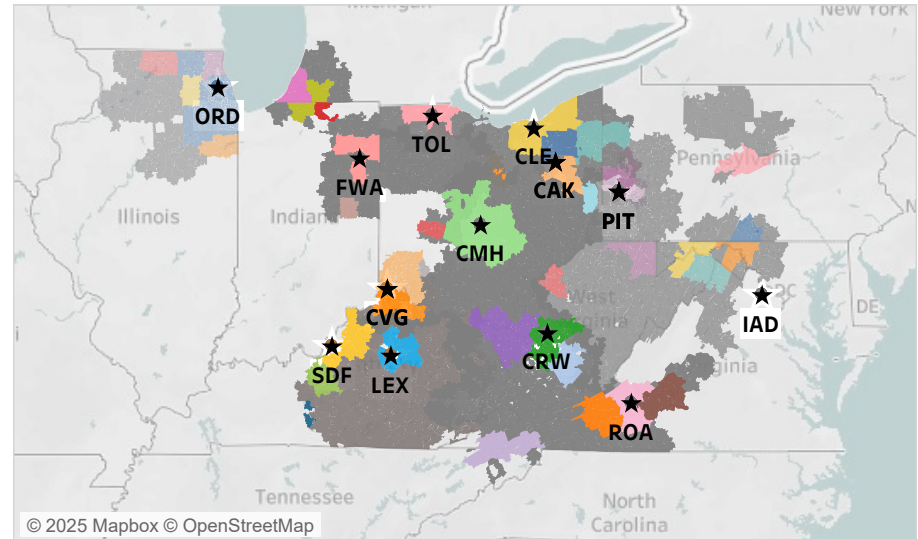 Michigan
New York
ORD
TOL
CLE
FWA
CAK
Pennsylvania
Illinois
Indiana
PIT
CMH
West
Virginia
DC
DE
CVG
IAD
CRW
SDF
LEX
Virginia
ROA
Tennessee
North
Carolina
© 2025 Mapbox © OpenStreetMap